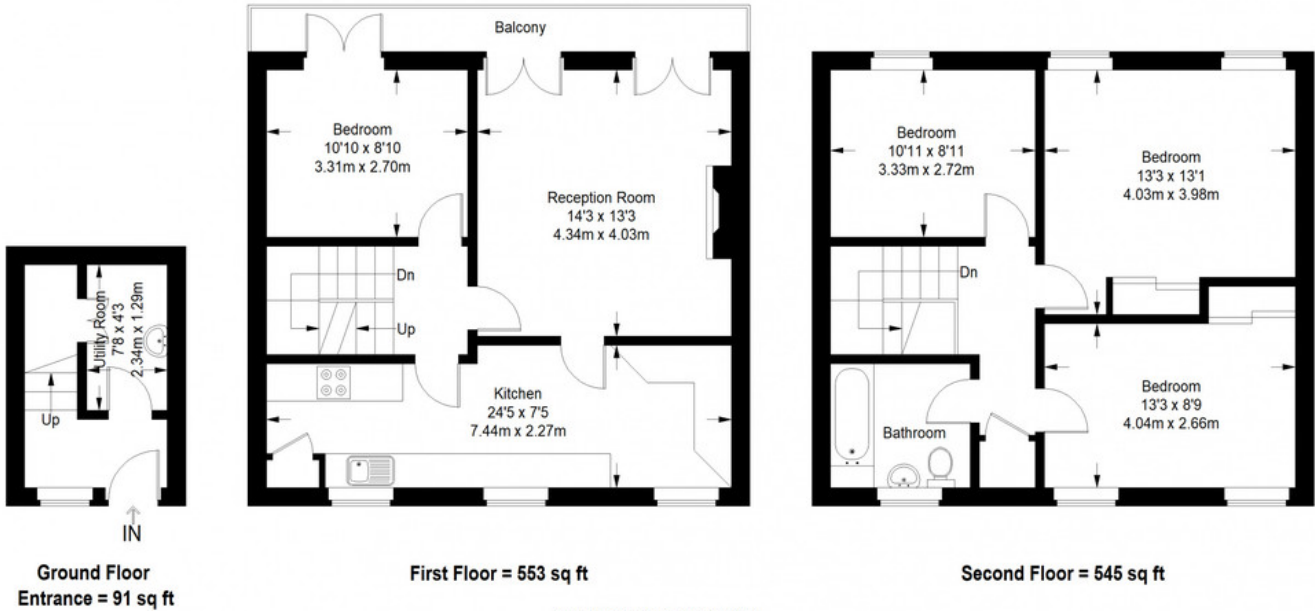 Balcony
Bedroom
10'10 x 8'10
3.31m x 2.70m
Reception Room
14'3 x 13'3
4.34m x 4.03m
Dn
Up
Kitchen
24'5 x 7'5
7.44m x 2.27m
Bedroom
10'11 x 8'11
3.33m x 2.72m
Bedroom
13'3 x 13'1
4.03m x 3.98m
Dn
Bedroom
13'3 x 8'9
4.04m x 2.66m
Bathroom
Utility Room
7'8 x 4'3
2.34m x 1.29m
Up
IN
Ground Floor
Entrance = 91 sq ft
First Floor = 553 sq ft
Second Floor = 545 sq ft